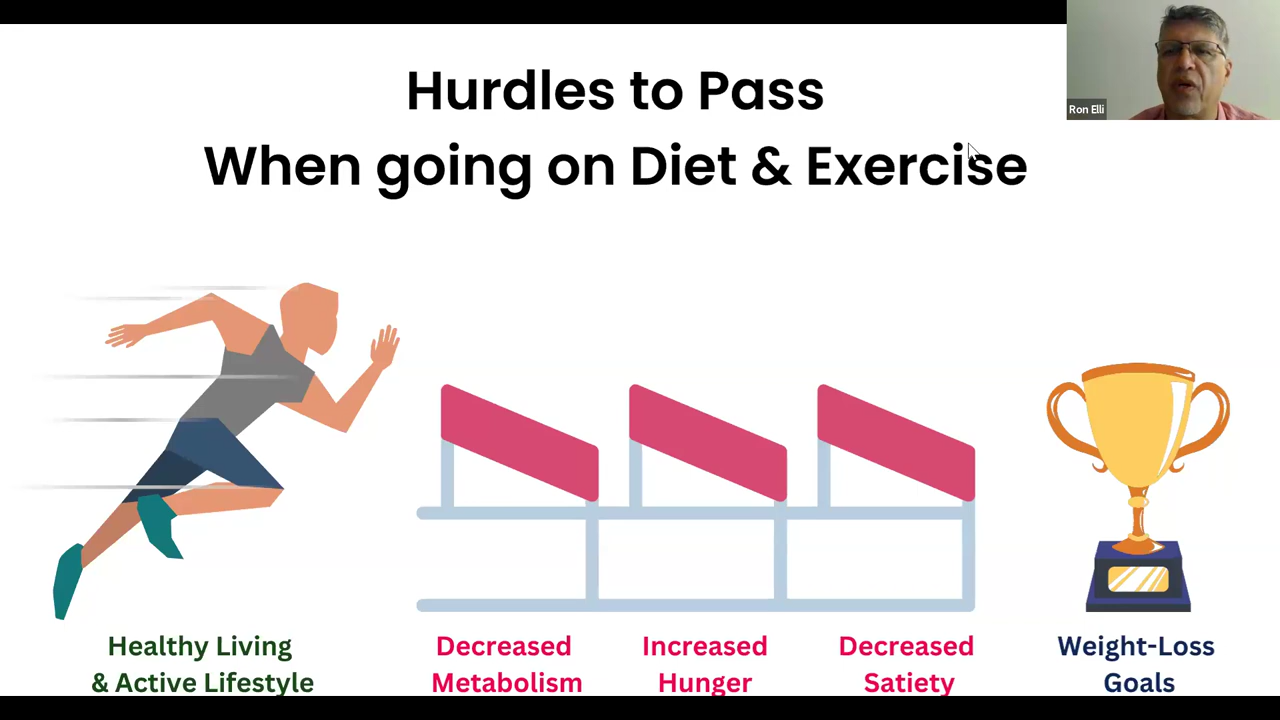 Hurdles to Pass
When going on Diet & Exercise
Ron Elli
Healthy Living
& Active Lifestyle
Decreased
Metabolism
Increased
Hunger
Decreased
Satiety
Weight-Loss
Goals